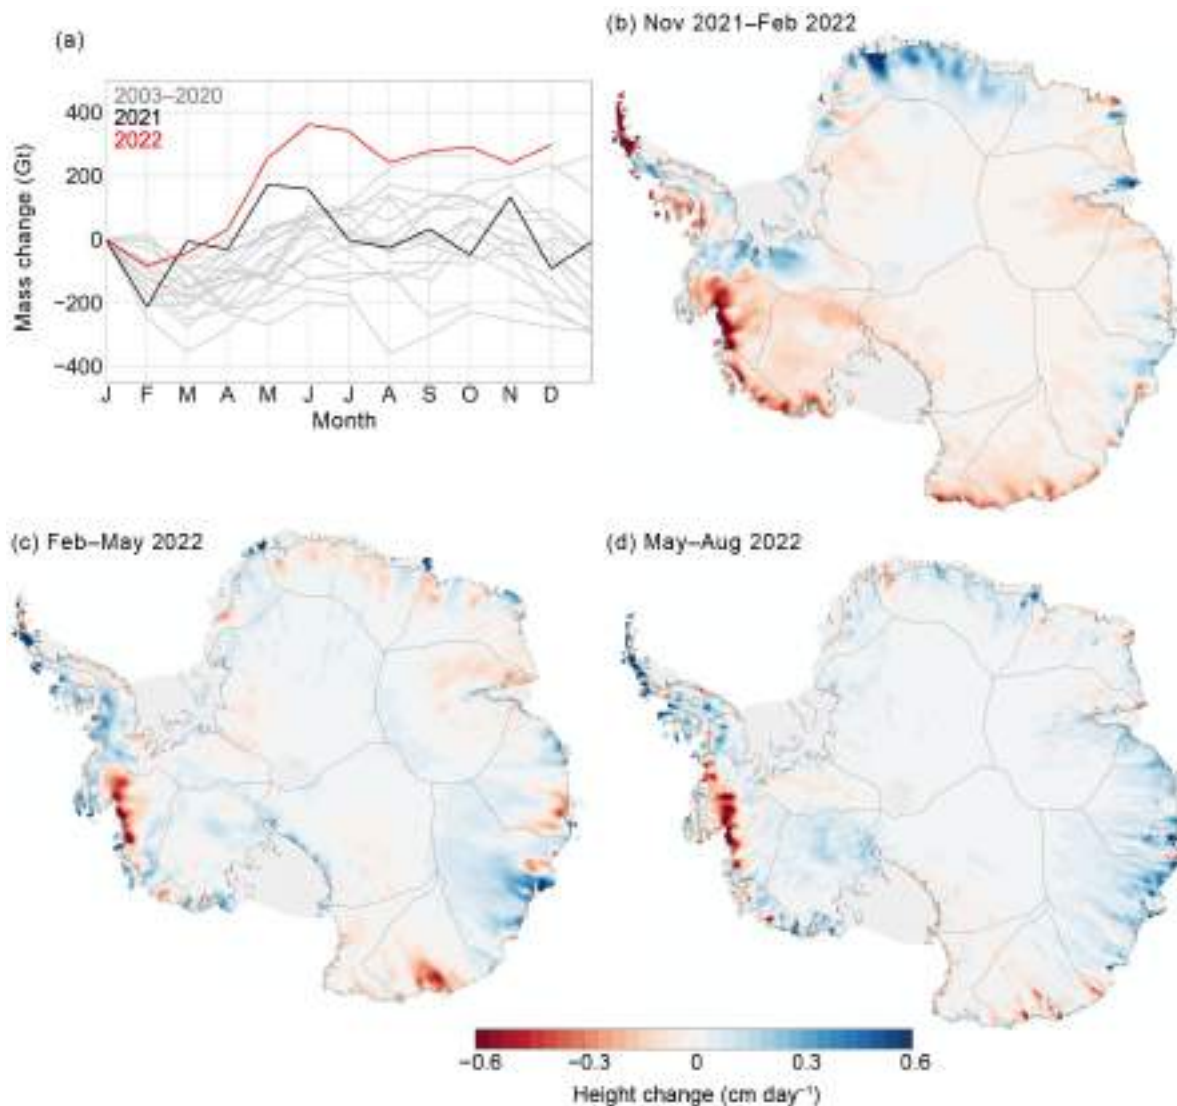 (a)
2003–2020
2021
2022
400
200
0
−200
−400
Mass change (Gt)
J F M A M J J A S O N D
Month
(b) Nov 2021–Feb 2022
(c) Feb–May 2022
(d) May–Aug 2022
−0.6 −0.3 0 0.3 0.6
Height change (cm day⁻¹)